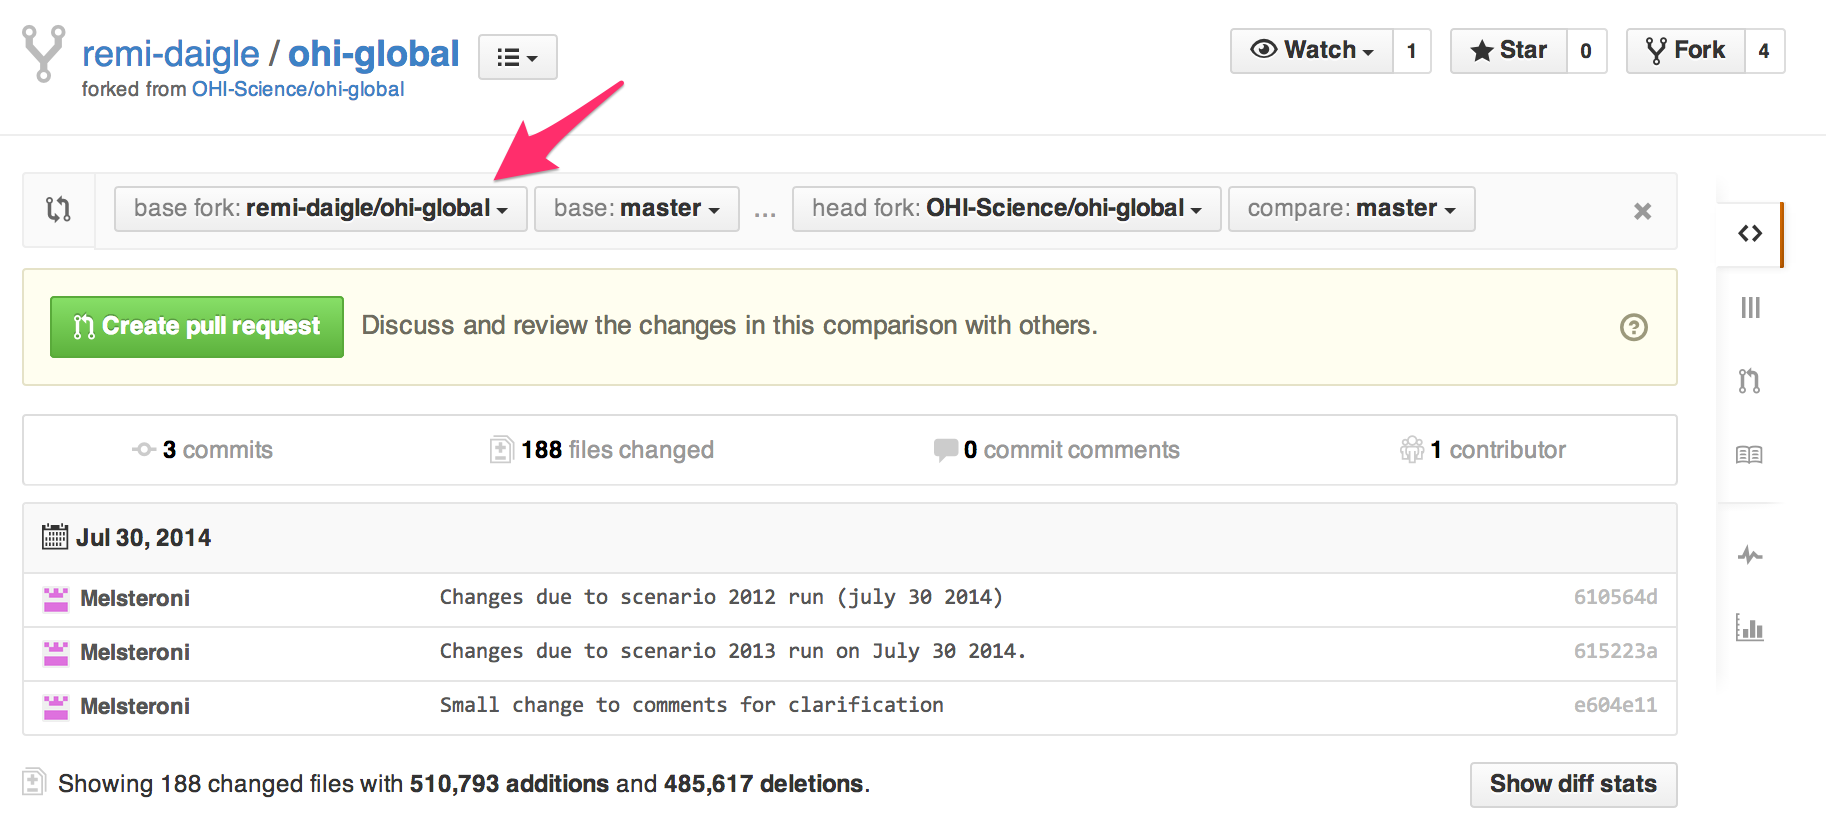 remi-daigle / ohi-global
forked from OHI-Science/ohi-global
Watch 1 Star 0 Fork 4
base fork: remi-daigle/ohi-global base: master ... head fork: OHI-Science/ohi-global compare: master
Create pull request Discuss and review the changes in this comparison with others.
3 commits 188 files changed 0 commit comments 1 contributor
Jul 30, 2014
Melsteroni Changes due to scenario 2012 run (july 30 2014) 610564d
Melsteroni Changes due to scenario 2013 run on July 30 2014. 615223a
Melsteroni Small change to comments for clarification e604e11
Showing 188 changed files with 510,793 additions and 485,617 deletions. Show diff stats